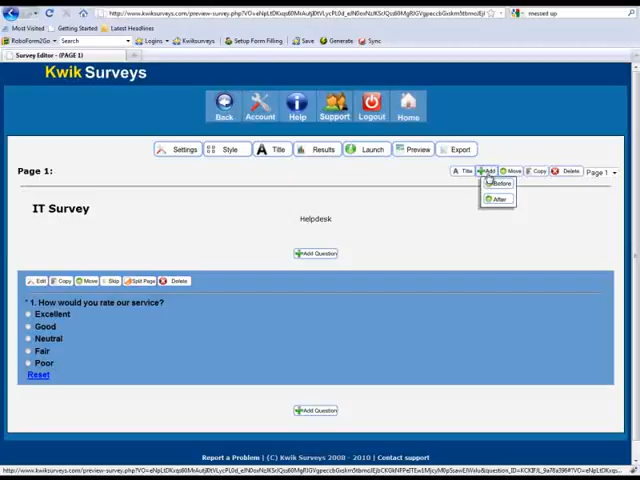 messed up
Most Visited Getting Started Latest Headlines
RoboForm2Go Search Logins Kwiksurveys Setup Form Filling Save Generate Sync
Survey Editor - (PAGE 1)
Kwik Surveys
Back Account Help Support Logout Home
Settings Style Title Results Launch Preview Export
Page 1:
Title Add Move Copy Delete Page 1
Before
After
IT Survey
Helpdesk
Add Question
Edit Copy Move Skip Split Page Delete
* 1. How would you rate our service?
Excellent
Good
Neutral
Fair
Poor
Reset
Add Question
Report a Problem | (C) Kwik Surveys 2008 - 2010 | Contact support